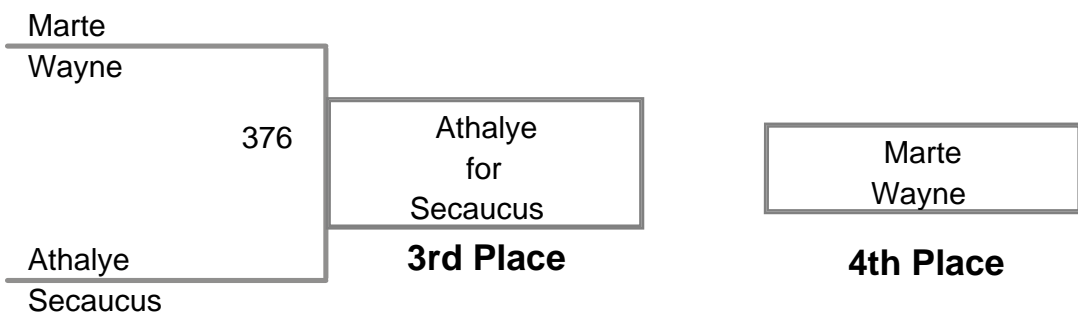 Marte
Wayne
376
Athalye
for
Secaucus
3rd Place
Marte
Wayne
4th Place
Athalye
Secaucus